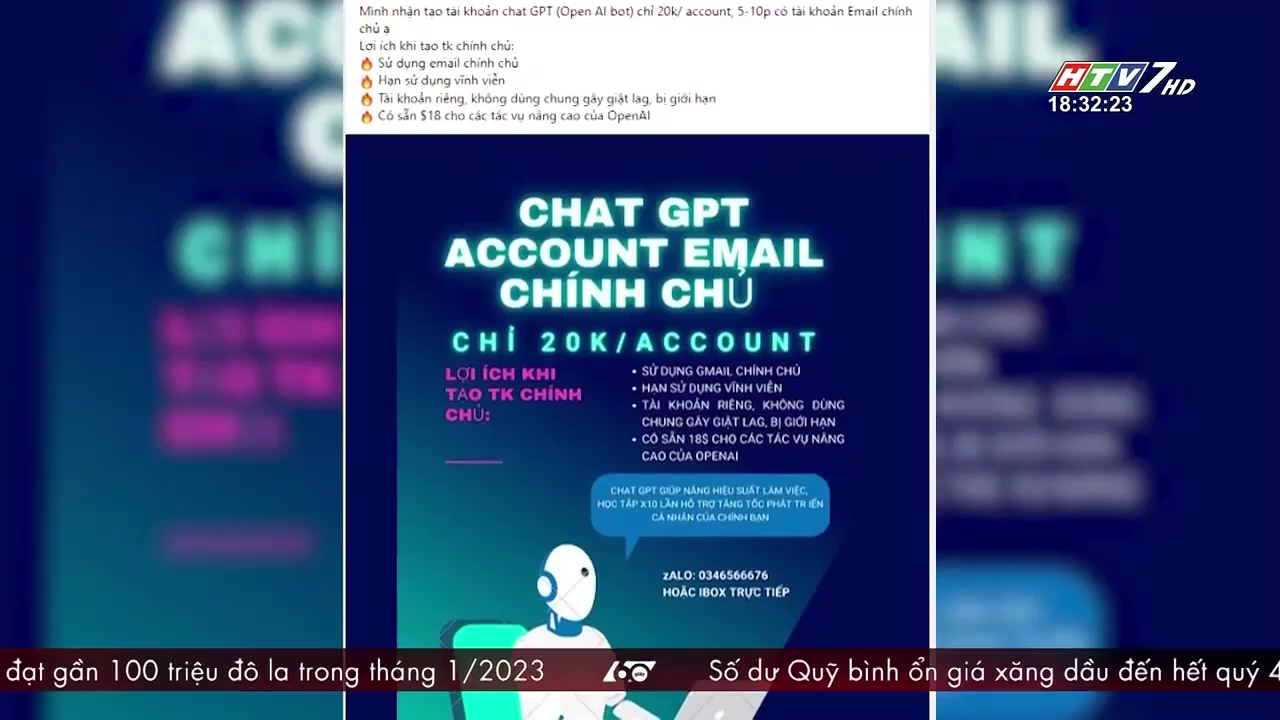 Mình nhận tạo tài khoản chat GPT (Open AI bot) chỉ 20k/ account, 5-10p có tài khoản Email chính
chủ ạ
Lợi ích khi tạo tk chính chủ:
🔥 Sử dụng email chính chủ
🔥 Hạn sử dụng vĩnh viễn
🔥 Tài khoản riêng, không dùng chung gây giật lag, bị giới hạn
🔥 Có sẵn $18 cho các tác vụ nâng cao của OpenAI
HTV7 HD
18:32:23
CHAT GPT
ACCOUNT EMAIL
CHÍNH CHỦ
CHỈ 20K/ACCOUNT
LỢI ÍCH KHI
TẠO TK CHÍNH
CHỦ:
• SỬ DỤNG GMAIL CHÍNH CHỦ
• HẠN SỬ DỤNG VĨNH VIỄN
• TÀI KHOẢN RIÊNG, KHÔNG DÙNG
CHUNG GÂY GIẬT LAG, BỊ GIỚI HẠN
• CÓ SẴN 18$ CHO CÁC TÁC VỤ NÂNG
CAO CỦA OPENAI
CHAT GPT GIÚP NÂNG HIỆU SUẤT LÀM VIỆC,
HỌC TẬP X10 LẦN HỖ TRỢ TĂNG TỐC PHÁT TR IỂN
CÁ NHÂN CỦA CHÍNH BẠN
zALO: 0346566676
HOẶC IBOX TRỰC TIẾP
đạt gần 100 triệu đô la trong tháng 1/2023
60
Số dư Quỹ bình ổn giá xăng dầu đến hết quý 4